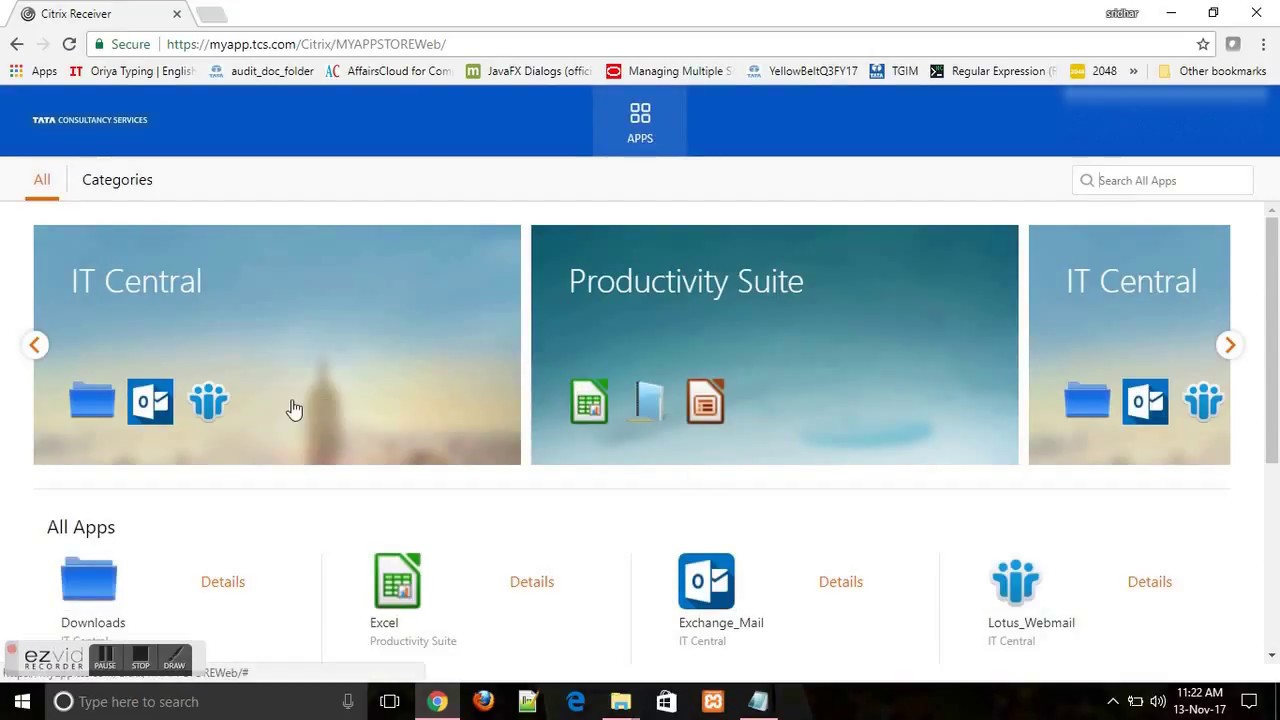 Citrix Receiver
sridhar
Secure
https://myapp.tcs.com/Citrix/MYAPPSTOREWeb/
Apps
IT Oriya Typing | English
audit_doc_folder
AC AffairsCloud for Com
m JavaFX Dialogs (offici
Managing Multiple S
TATA YellowBeltQ3FY17
TATA TGIM
Regular Expression (R
2048 2048
»
Other bookmarks
TATA CONSULTANCY SERVICES
APPS
All
Categories
Search All Apps
IT Central
Productivity Suite
IT Central
All Apps
Details
Details
Details
Details
Downloads
Excel
Exchange_Mail
Lotus_Webmail
Productivity Suite
IT Central
IT Central
ezvid
RECORDER
PAUSE
STOP
DRAW
Type here to search
11:22 AM
13-Nov-17